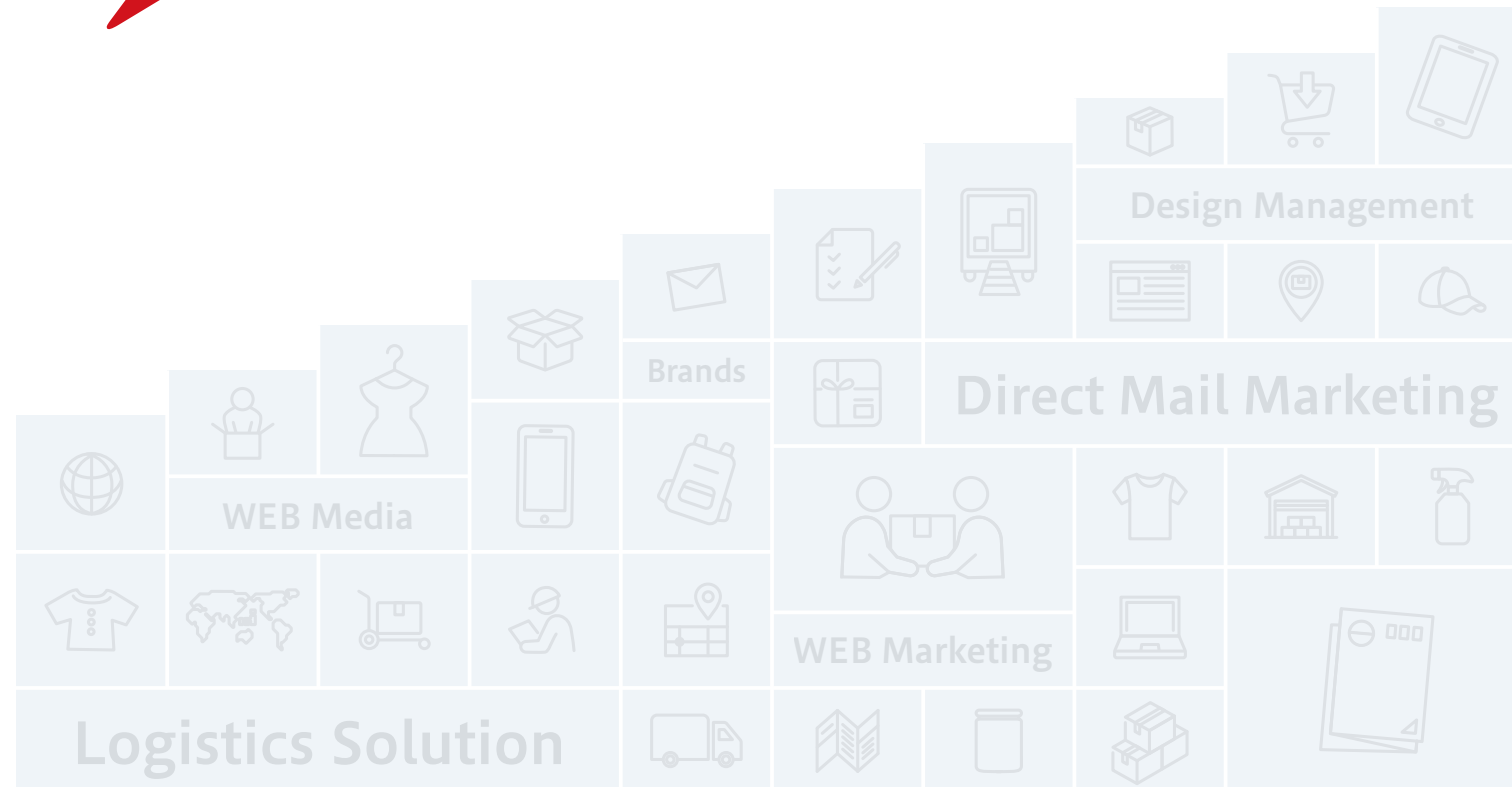 Design Management
Brands
Direct Mail Marketing
WEB Media
WEB Marketing
Logistics Solution